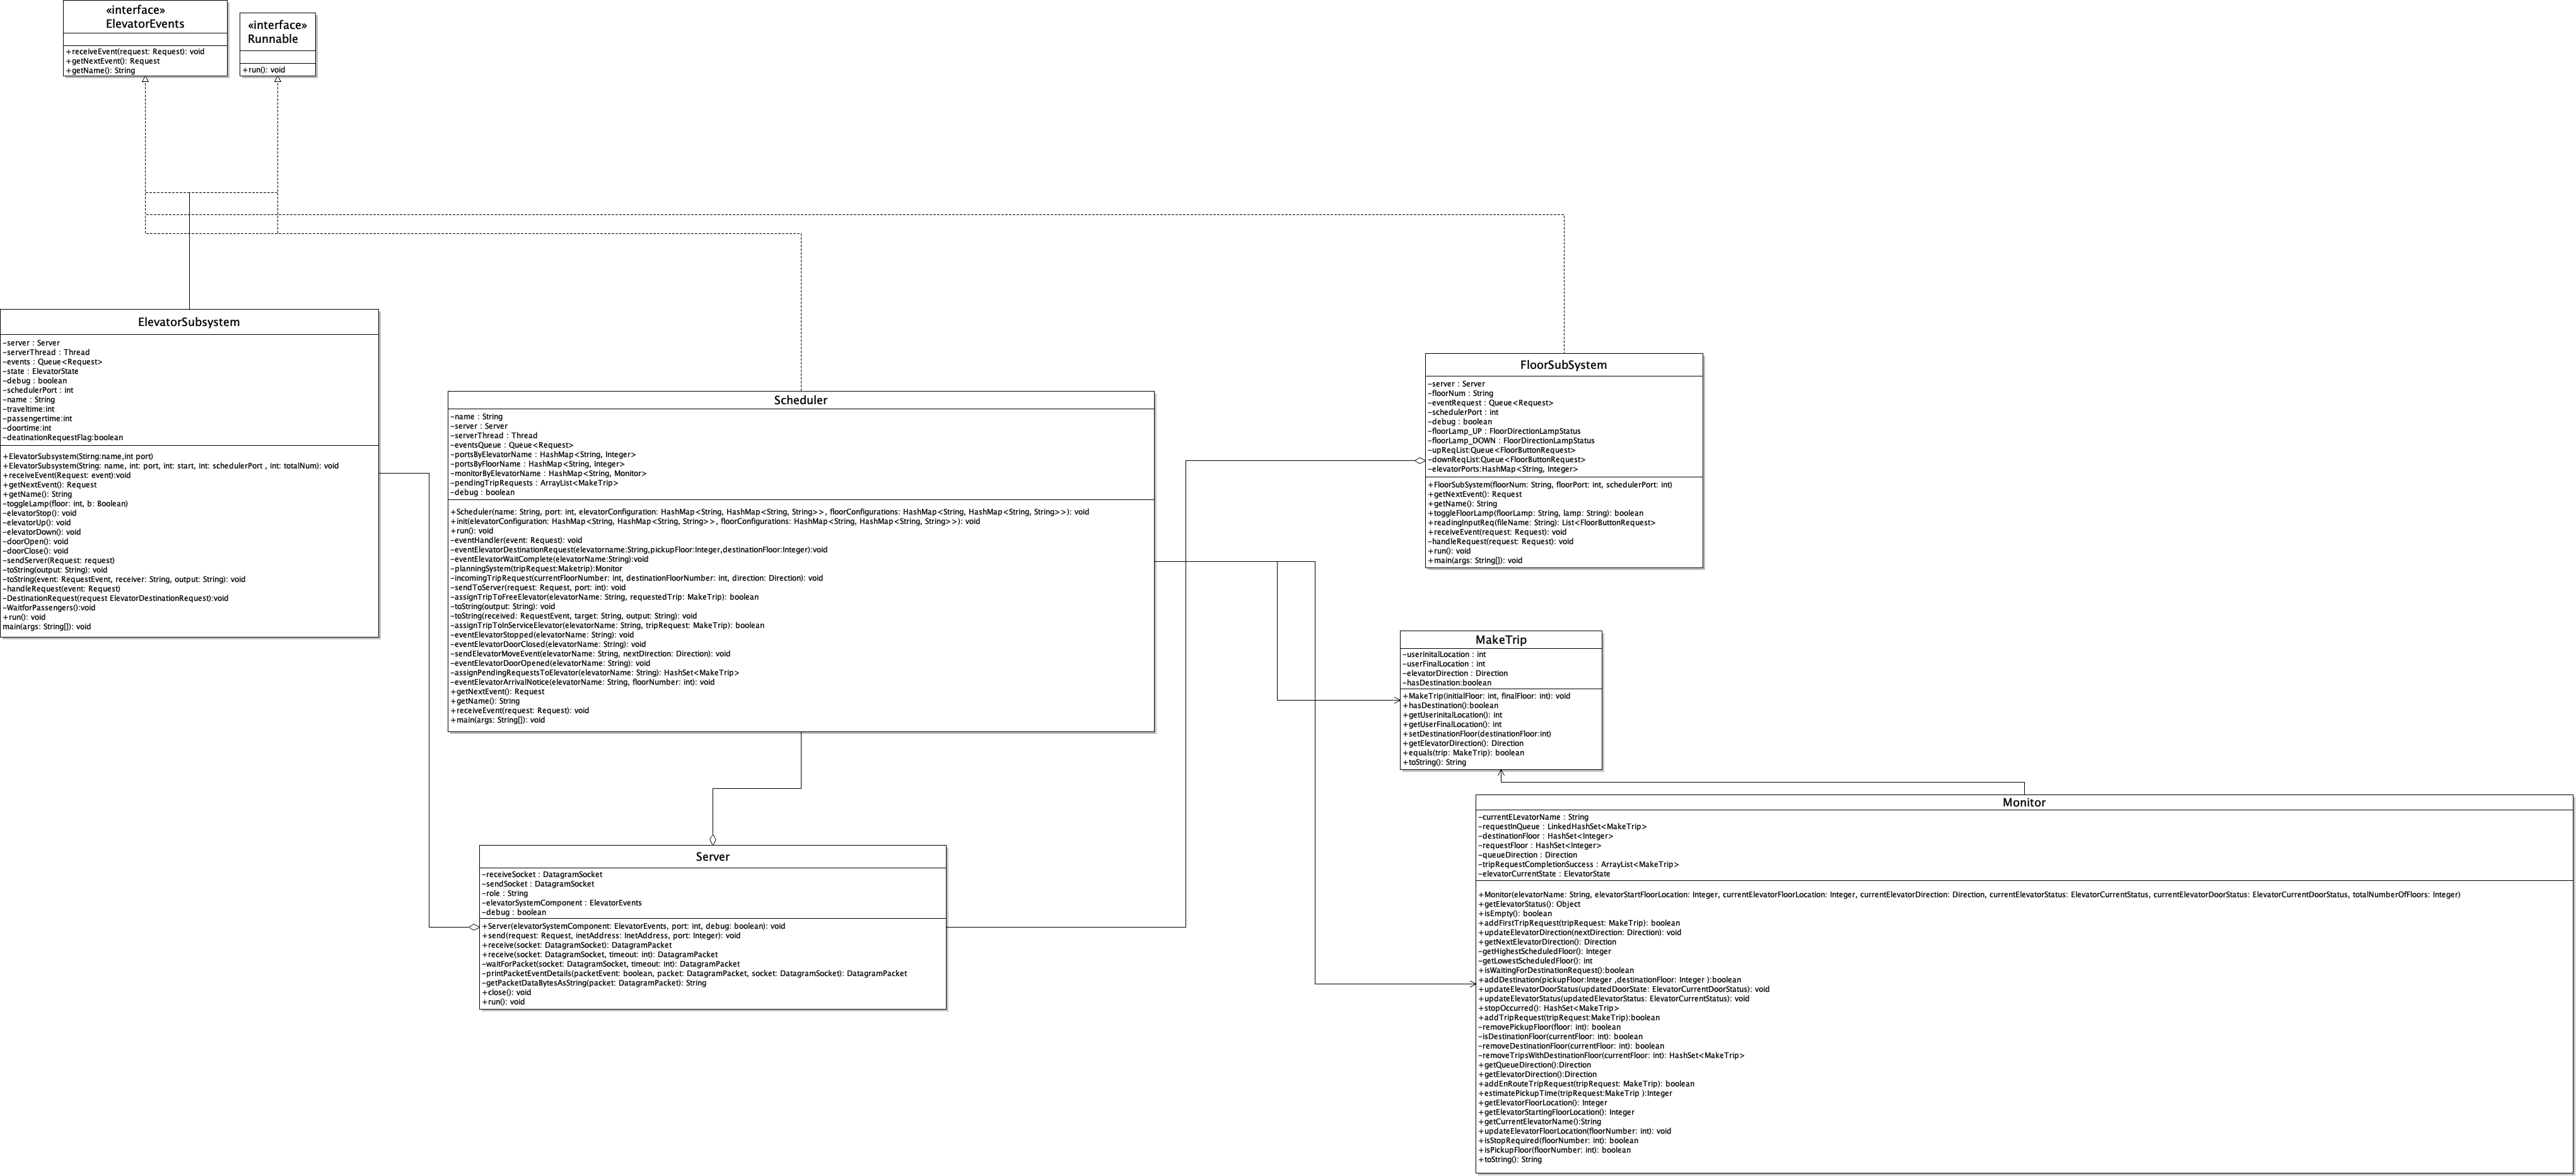 «interface»
ElevatorEvents
+receiveEvent(request: Request): void
+getNextEvent(): Request
+getName(): String
«interface»
Runnable
+run(): void
ElevatorSubsystem
-server : Server
-serverThread : Thread
-events : Queue<Request>
-state : ElevatorState
-debug : boolean
-schedulerPort : int
-name : String
-traveltime:int
-passengertime:int
-doortime:int
-deatinationRequestFlag:boolean
+ElevatorSubsystem(Stirng:name,int port)
+ElevatorSubsystem(String: name, int: port, int: start, int: schedulerPort , int: totalNum): void
+receiveEvent(Request: event):void
+getNextEvent(): Request
+getName(): String
-toggleLamp(floor: int, b: Boolean)
-elevatorStop(): void
-elevatorUp(): void
-elevatorDown(): void
-doorOpen(): void
-doorClose(): void
-sendServer(Request: request)
-toString(output: String): void
-toString(event: RequestEvent, receiver: String, output: String): void
-handleRequest(event: Request)
-DestinationRequest(request ElevatorDestinationRequest):void
-WaitforPassengers():void
+run(): void
main(args: String[]): void
Scheduler
-name : String
-server : Server
-serverThread : Thread
-eventsQueue : Queue<Request>
-portsByElevatorName : HashMap<String, Integer>
-portsByFloorName : HashMap<String, Integer>
-monitorByElevatorName : HashMap<String, Monitor>
-pendingTripRequests : ArrayList<MakeTrip>
-debug : boolean
+Scheduler(name: String, port: int, elevatorConfiguration: HashMap<String, HashMap<String, String>>, floorConfigurations: HashMap<String, HashMap<String, String>>): void
+init(elevatorConfiguration: HashMap<String, HashMap<String, String>>, floorConfigurations: HashMap<String, HashMap<String, String>>): void
+run(): void
-eventHandler(event: Request): void
-eventElevatorDestinationRequest(elevatorname:String,pickupFloor:Integer,destinationFloor:Integer):void
-eventElevatorWaitComplete(elevatorName:String):void
-planningSystem(tripRequest:Maketrip):Monitor
-incomingTripRequest(currentFloorNumber: int, destinationFloorNumber: int, direction: Direction): void
-sendToServer(request: Request, port: int): void
-assignTripToFreeElevator(elevatorName: String, requestedTrip: MakeTrip): boolean
-toString(output: String): void
-toString(received: RequestEvent, target: String, output: String): void
-assignTripToInServiceElevator(elevatorName: String, tripRequest: MakeTrip): boolean
-eventElevatorStopped(elevatorName: String): void
-eventElevatorDoorClosed(elevatorName: String): void
-sendElevatorMoveEvent(elevatorName: String, nextDirection: Direction): void
-eventElevatorDoorOpened(elevatorName: String): void
-assignPendingRequestsToElevator(elevatorName: String): HashSet<MakeTrip>
-eventElevatorArrivalNotice(elevatorName: String, floorNumber: int): void
+getNextEvent(): Request
+getName(): String
+receiveEvent(request: Request): void
+main(args: String[]): void
FloorSubSystem
-server : Server
-floorNum : String
-eventRequest : Queue<Request>
-schedulerPort : int
-debug : boolean
-floorLamp_UP : FloorDirectionLampStatus
-floorLamp_DOWN : FloorDirectionLampStatus
-upReqList:Queue<FloorButtonRequest>
-downReqList:Queue<FloorButtonRequest>
-elevatorPorts:HashMap<String, Integer>
+FloorSubSystem(floorNum: String, floorPort: int, schedulerPort: int)
+getNextEvent(): Request
+getName(): String
+toggleFloorLamp(floorLamp: String, lamp: String): boolean
+readingInputReq(fileName: String): List<FloorButtonRequest>
+receiveEvent(request: Request): void
-handleRequest(request: Request): void
+run(): void
+main(args: String[]): void
MakeTrip
-userinitalLocation : int
-userFinalLocation : int
-elevatorDirection : Direction
-hasDestination:boolean
+MakeTrip(initialFloor: int, finalFloor: int): void
+hasDestination():boolean
+getUserinitalLocation(): int
+getUserFinalLocation(): int
+setDestinationFloor(destinationFloor:int)
+getElevatorDirection(): Direction
+equals(trip: MakeTrip): boolean
+toString(): String
Server
-receiveSocket : DatagramSocket
-sendSocket : DatagramSocket
-role : String
-elevatorSystemComponent : ElevatorEvents
-debug : boolean
+Server(elevatorSystemComponent: ElevatorEvents, port: int, debug: boolean): void
+send(request: Request, inetAddress: InetAddress, port: Integer): void
+receive(socket: DatagramSocket): DatagramPacket
+receive(socket: DatagramSocket, timeout: int): DatagramPacket
-waitForPacket(socket: DatagramSocket, timeout: int): DatagramPacket
-printPacketEventDetails(packetEvent: boolean, packet: DatagramPacket, socket: DatagramSocket): DatagramPacket
-getPacketDataBytesAsString(packet: DatagramPacket): String
+close(): void
+run(): void
Monitor
-currentELevatorName : String
-requestInQueue : LinkedHashSet<MakeTrip>
-destinationFloor : HashSet<Integer>
-requestFloor : HashSet<Integer>
-queueDirection : Direction
-tripRequestCompletionSuccess : ArrayList<MakeTrip>
-elevatorCurrentState : ElevatorState
+Monitor(elevatorName: String, elevatorStartFloorLocation: Integer, currentElevatorFloorLocation: Integer, currentElevatorDirection: Direction, currentElevatorStatus: ElevatorCurrentStatus, currentElevatorDoorStatus: ElevatorCurrentDoorStatus, totalNumberOfFloors: Integer)
+getElevatorStatus(): Object
+isEmpty(): boolean
+addFirstTripRequest(tripRequest: MakeTrip): boolean
+updateElevatorDirection(nextDirection: Direction): void
+getNextElevatorDirection(): Direction
-getHighestScheduledFloor(): Integer
-getLowestScheduledFloor(): int
+isWaitingForDestinationRequest():boolean
+addDestination(pickupFloor:Integer ,destinationFloor: Integer ):boolean
+updateElevatorDoorStatus(updatedDoorState: ElevatorCurrentDoorStatus): void
+updateElevatorStatus(updatedElevatorStatus: ElevatorCurrentStatus): void
+stopOccurred(): HashSet<MakeTrip>
+addTripRequest(tripRequest:MakeTrip):boolean
-removePickupFloor(floor: int): boolean
-isDestinationFloor(currentFloor: int): boolean
-removeDestinationFloor(currentFloor: int): boolean
-removeTripsWithDestinationFloor(currentFloor: int): HashSet<MakeTrip>
+getQueueDirection():Direction
+getElevatorDirection():Direction
+addEnRouteTripRequest(tripRequest: MakeTrip): boolean
+estimatePickupTime(tripRequest:MakeTrip ):Integer
+getElevatorFloorLocation(): Integer
+getElevatorStartingFloorLocation(): Integer
+getCurrentElevatorName():String
+updateElevatorFloorLocation(floorNumber: int): void
+isStopRequired(floorNumber: int): boolean
+isPickupFloor(floorNumber: int): boolean
+toString(): String